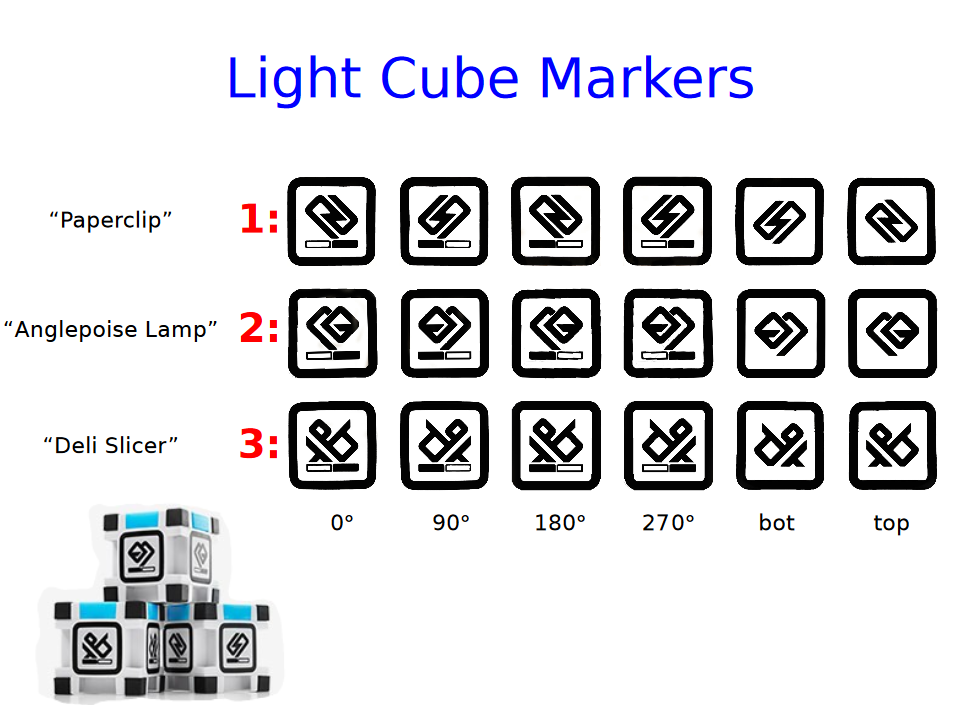 Light Cube Markers
“Paperclip” 1:
“Anglepoise Lamp” 2:
“Deli Slicer” 3:
0° 90° 180° 270° bot top